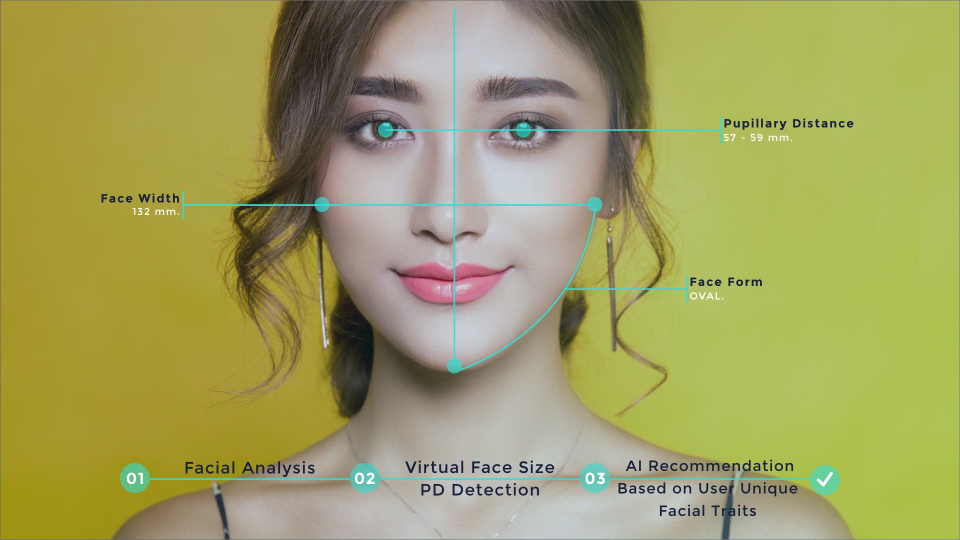 Pupillary Distance
57 - 59 mm.
Face Width
132 mm.
Face Form
OVAL.
01
Facial Analysis
02
Virtual Face Size
PD Detection
03
AI Recommendation
Based on User Unique
Facial Traits